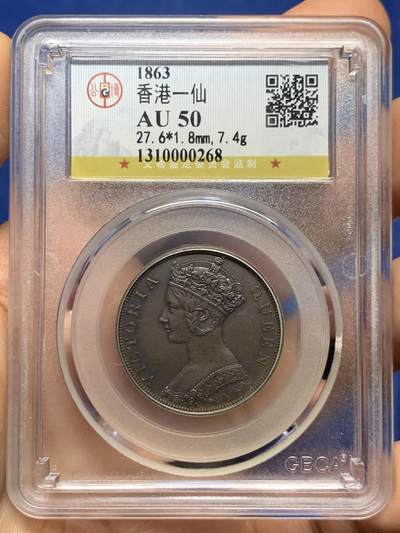 1863
香港一仙
AU 50
27.6*1.8mm,7.4g
1310000268
VICTORIA QUEEN
GBCA